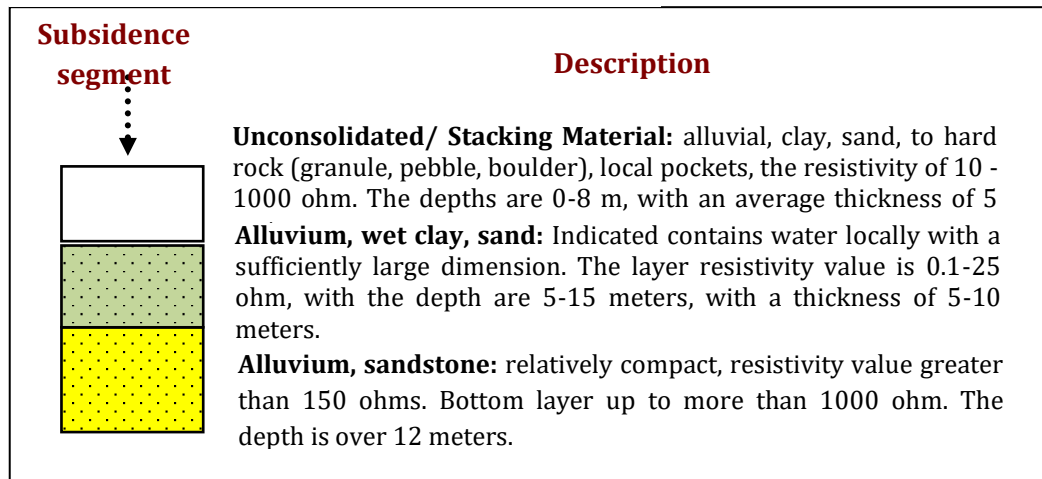 Subsidence
segment
Description
Unconsolidated/ Stacking Material: alluvial, clay, sand, to hard
rock (granule, pebble, boulder), local pockets, the resistivity of 10 -
1000 ohm. The depths are 0-8 m, with an average thickness of 5
Alluvium, wet clay, sand: Indicated contains water locally with a
sufficiently large dimension. The layer resistivity value is 0.1-25
ohm, with the depth are 5-15 meters, with a thickness of 5-10
meters.
Alluvium, sandstone: relatively compact, resistivity value greater
than 150 ohms. Bottom layer up to more than 1000 ohm. The
depth is over 12 meters.